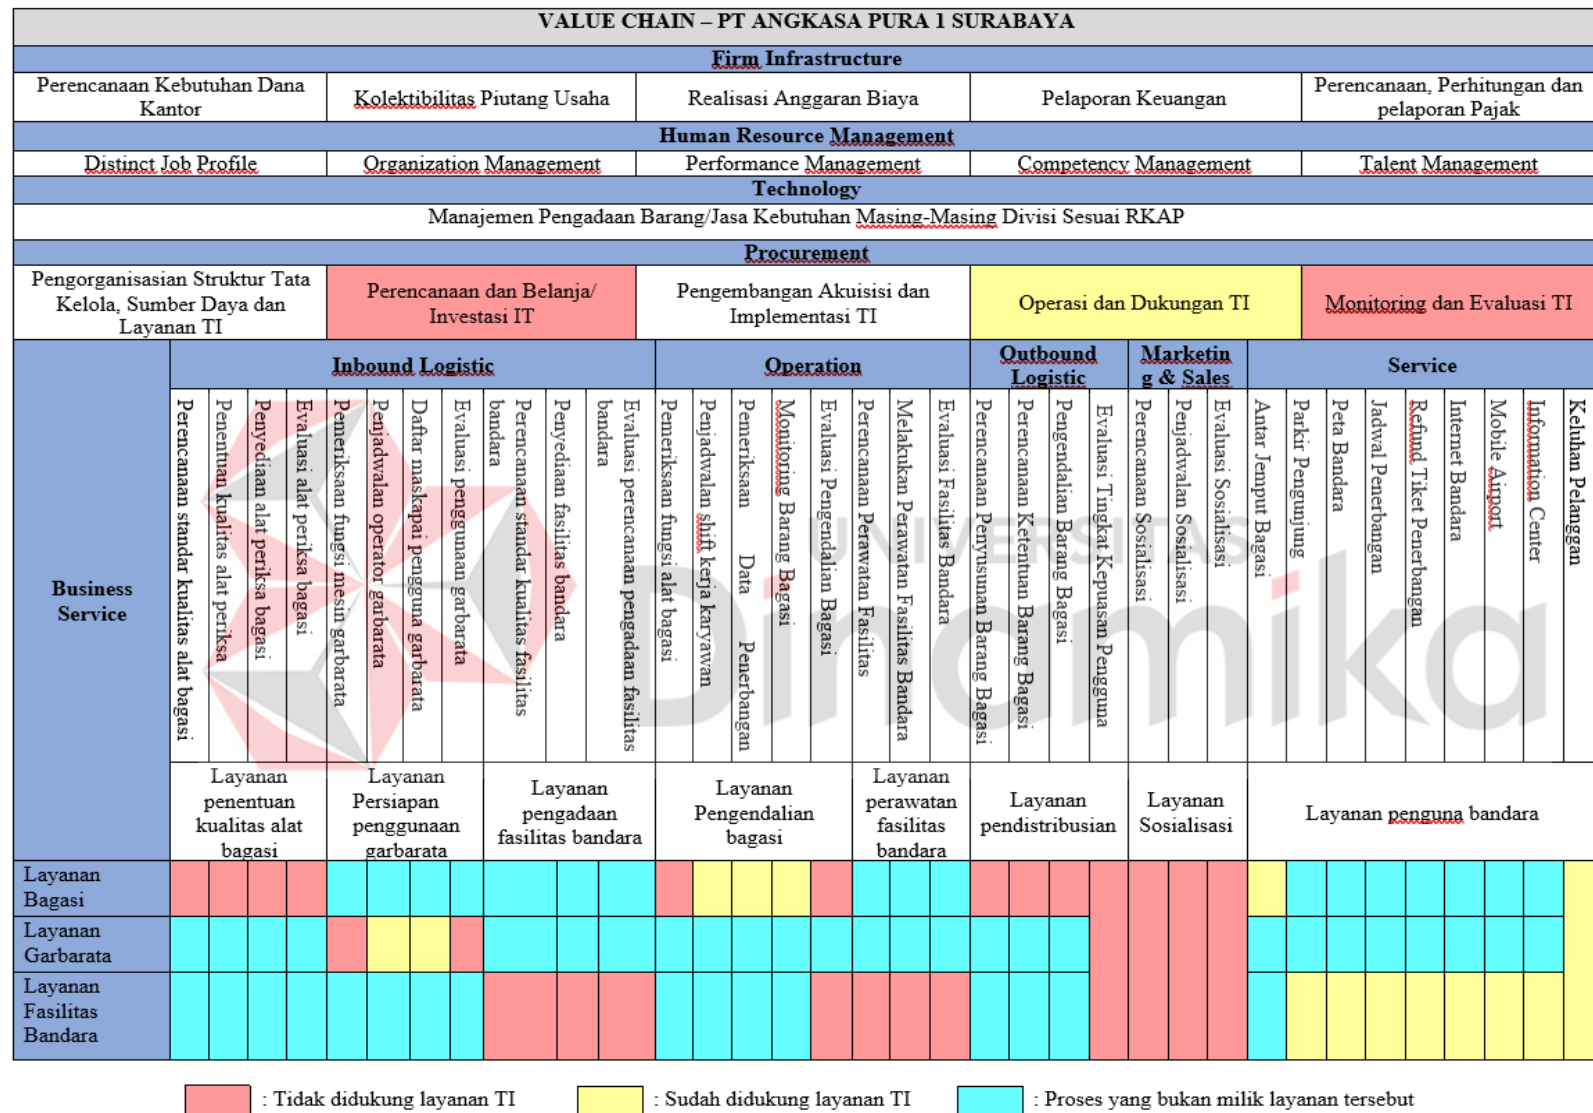 VALUE CHAIN – PT ANGKASA PURA 1 SURABAYA
Firm Infrastructure
Perencanaan Kebutuhan Dana
Kantor
Kolektibilitas Piutang Usaha
Realisasi Anggaran Biaya
Pelaporan Keuangan
Perencanaan, Perhitungan dan
pelaporan Pajak
Human Resource Management
Distinct Job Profile
Organization Management
Performance Management
Competency Management
Talent Management
Technology
Manajemen Pengadaan Barang/Jasa Kebutuhan Masing-Masing Divisi Sesuai RKAP
Procurement
Pengorganisasian Struktur Tata
Kelola, Sumber Daya dan
Layanan TI
Perencanaan dan Belanja/
Investasi IT
Pengembangan Akuisisi dan
Implementasi TI
Operasi dan Dukungan TI
Monitoring dan Evaluasi TI
Business
Service
Inbound Logistic
Operation
Outbound
Logistic
Marketin
g & Sales
Service
Perencanaan standar kualitas alat bagasi
Penentuan kualitas alat periksa
Penyediaan alat periksa bagasi
Evaluasi alat periksa bagasi
Pemeriksaan fungsi mesin garbarata
Penjadwalan operator garbarata
Daftar maskapai pengguna garbarata
Evaluasi penggunaan garbarata
Perencanaan standar kualitas fasilitas
bandara
Penyediaan fasilitas bandara
Evaluasi perencanaan pengadaan fasilitas
bandara
Pemeriksaan fungsi alat bagasi
Penjadwalan shift kerja karyawan
Pemeriksaan Data Penerbangan
Monitoring Barang Bagasi
Evaluasi Pengendalian Bagasi
Perencanaan Perawatan Fasilitas
Melakukan Perawatan Fasilitas Bandara
Evaluasi Fasilitas Bandara
Perencanaan Penyusunan Barang Bagasi
Perencanaan Ketentuan Barang Bagasi
Pengendalian Barang Bagasi
Evaluasi Tingkat Kepuasan Pengguna
Perencanaan Sosialisasi
Penjadwalan Sosialisasi
Evaluasi Sosialisasi
Antar Jemput Bagasi
Parkir Pengunjung
Peta Bandara
Jadwal Penerbangan
Refund Tiket Penerbangan
Internet Bandara
Mobile Airport
Infomation Center
Keluhan Pelanggan
UNIVERSITAS
Dinamika
Layanan
penentuan
kualitas alat
bagasi
Layanan
Persiapan
penggunaan
garbarata
Layanan
pengadaan
fasilitas bandara
Layanan
Pengendalian
bagasi
Layanan
perawatan
fasilitas
bandara
Layanan
pendistribusian
Layanan
Sosialisasi
Layanan penguna bandara
Layanan
Bagasi
Layanan
Garbarata
Layanan
Fasilitas
Bandara
: Tidak didukung layanan TI
: Sudah didukung layanan TI
: Proses yang bukan milik layanan tersebut